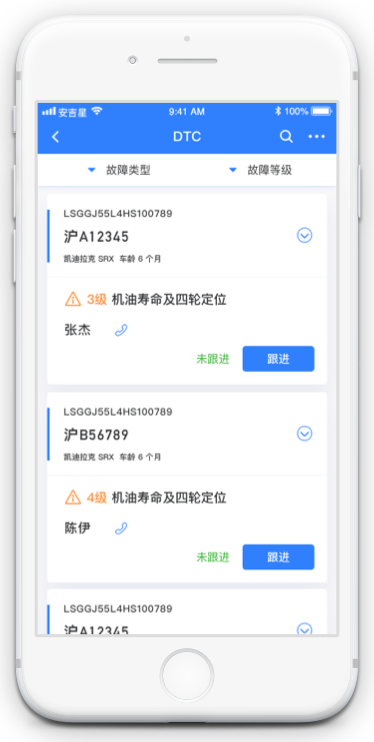 安吉星 9:41 AM 100%
DTC
故障类型 故障等级
LSGGJ55L4HS100789
沪A12345
凯迪拉克 SRX 车龄 6 个月
3级 机油寿命及四轮定位
张杰
未跟进 跟进
LSGGJ55L4HS100789
沪B56789
凯迪拉克 SRX 车龄 6 个月
4级 机油寿命及四轮定位
陈伊
未跟进 跟进
LSGGJ55L4HS100789
沪A12345